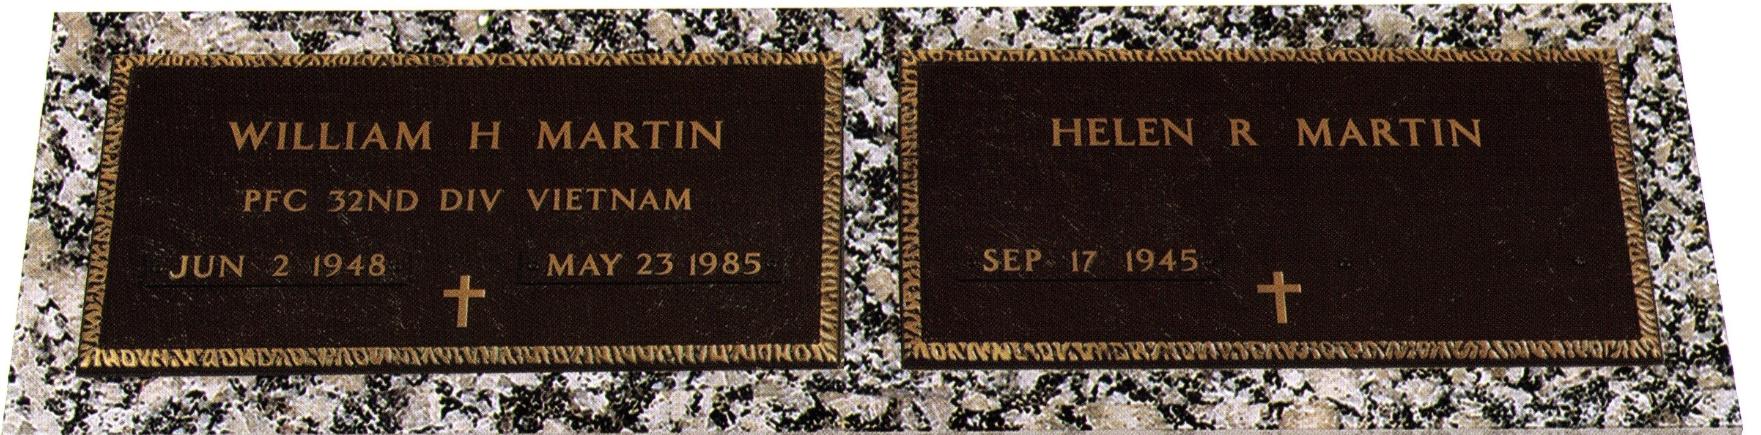 WILLIAM H MARTIN
PFC 32ND DIV VIETNAM
JUN 2 1948 MAY 23 1985
HELEN R MARTIN
SEP 17 1945